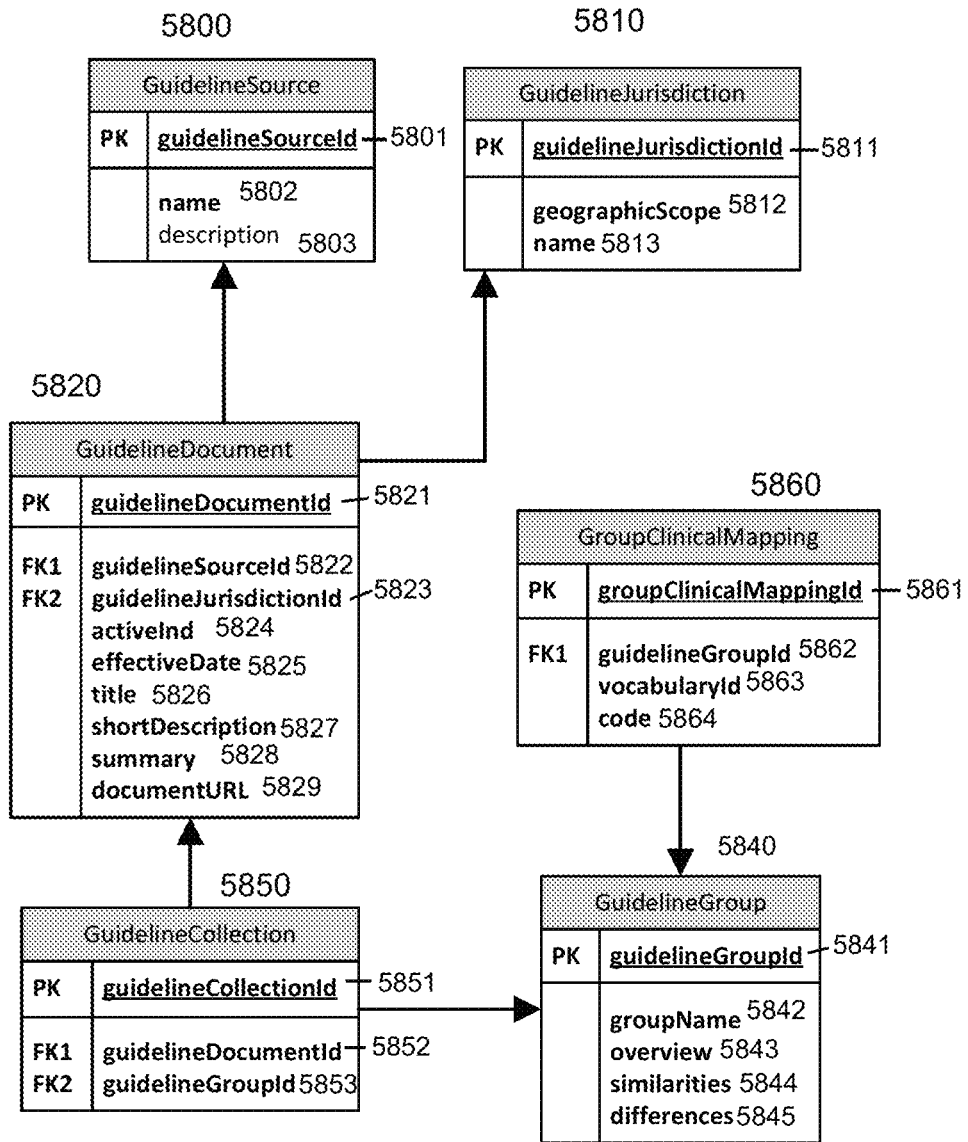 5800
GuidelineSource
PK guidelineSourceId 5801
name 5802
description 5803
5810
GuidelineJurisdiction
PK guidelineJurisdictionId 5811
geographicScope 5812
name 5813
5820
GuidelineDocument
PK guidelineDocumentId 5821
FK1 guidelineSourceId 5822
FK2 guidelineJurisdictionId 5823
activeInd 5824
effectiveDate 5825
title 5826
shortDescription 5827
summary 5828
documentURL 5829
5860
GroupClinicalMapping
PK groupClinicalMappingId 5861
FK1 guidelineGroupId 5862
vocabularyId 5863
code 5864
5850
GuidelineCollection
PK guidelineCollectionId 5851
FK1 guidelineDocumentId 5852
FK2 guidelineGroupId 5853
5840
GuidelineGroup
PK guidelineGroupId 5841
groupName 5842
overview 5843
similarities 5844
differences 5845